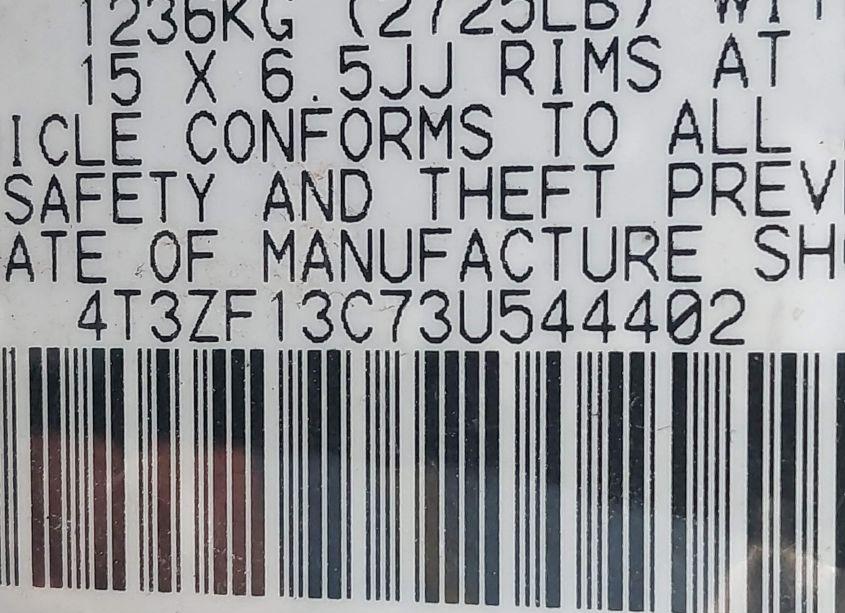 1236KG (2725LB) WIT
15 X 6.5JJ RIMS AT
ICLE CONFORMS TO ALL
SAFETY AND THEFT PREV
ATE OF MANUFACTURE SH
4T3ZF13C73U544402